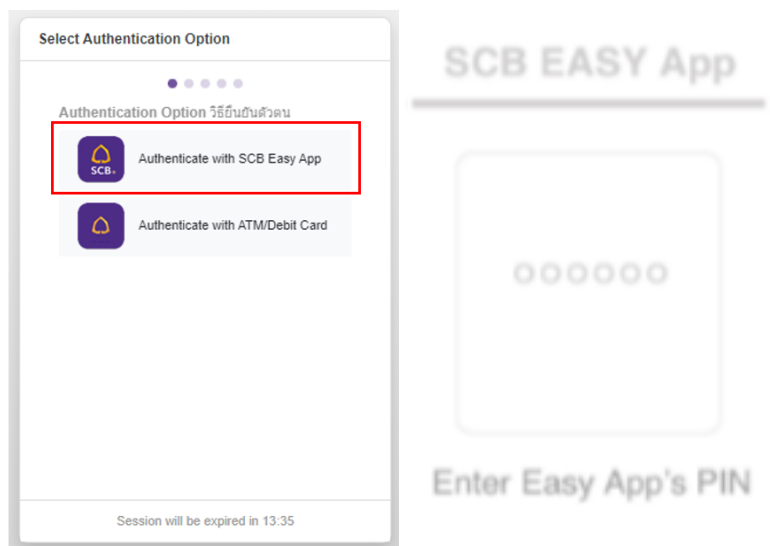 Select Authentication Option
Authentication Option วิธียืนยันตัวตน
SCB
Authenticate with SCB Easy App
Authenticate with ATM/Debit Card
Session will be expired in 13:35
SCB EASY App
Enter Easy App's PIN